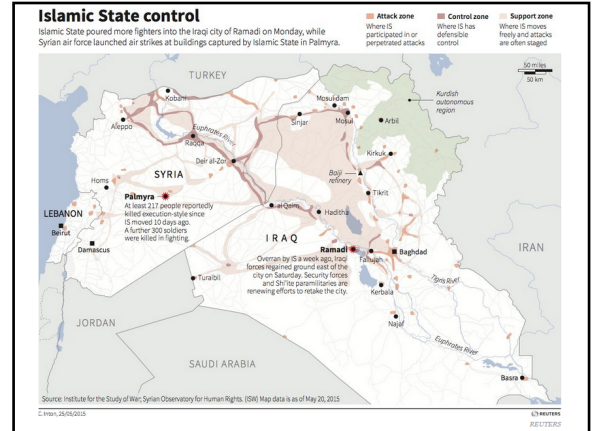 Islamic State control
Islamic State poured more fighters into the Iraqi city of Ramadi on Monday, while
Syrian air force launched air strikes at buildings captured by Islamic State in Palmyra.
Attack zone
Where IS
participated in or
perpetrated attacks
Control zone
Where IS has
defensible
control
Support zone
Where IS moves
freely and attacks
are often staged
50 miles
50 km
TURKEY
Kobani
Mosul dam
Kurdish
autonomous
region
Aleppo
Sinjar
Mosul
Arbil
Euphrates River
Raqqa
Deir al-Zor
Kirkuk
SYRIA
Baiji
refinery
Homs
Palmyra
At least 217 people reportedly
killed execution-style since
IS moved 10 days ago.
A further 300 soldiers
were killed in fighting.
Tikrit
al-Qaim
Haditha
LEBANON
Beirut
IRAQ
Damascus
Ramadi
Overran by IS a week ago, Iraqi
forces regained ground east of the
city on Saturday. Security forces
and Shi'ite paramilitaries are
renewing efforts to retake the city.
Fallujah
Baghdad
IRAN
Turaibil
Tigris River
Kerbala
JORDAN
Najaf
Euphrates River
SAUDI ARABIA
Basra
Source: Institute for the Study of War; Syrian Observatory for Human Rights. (ISW) Map data is as of May 20, 2015
C. Inton, 25/05/2015
REUTERS
REUTERS